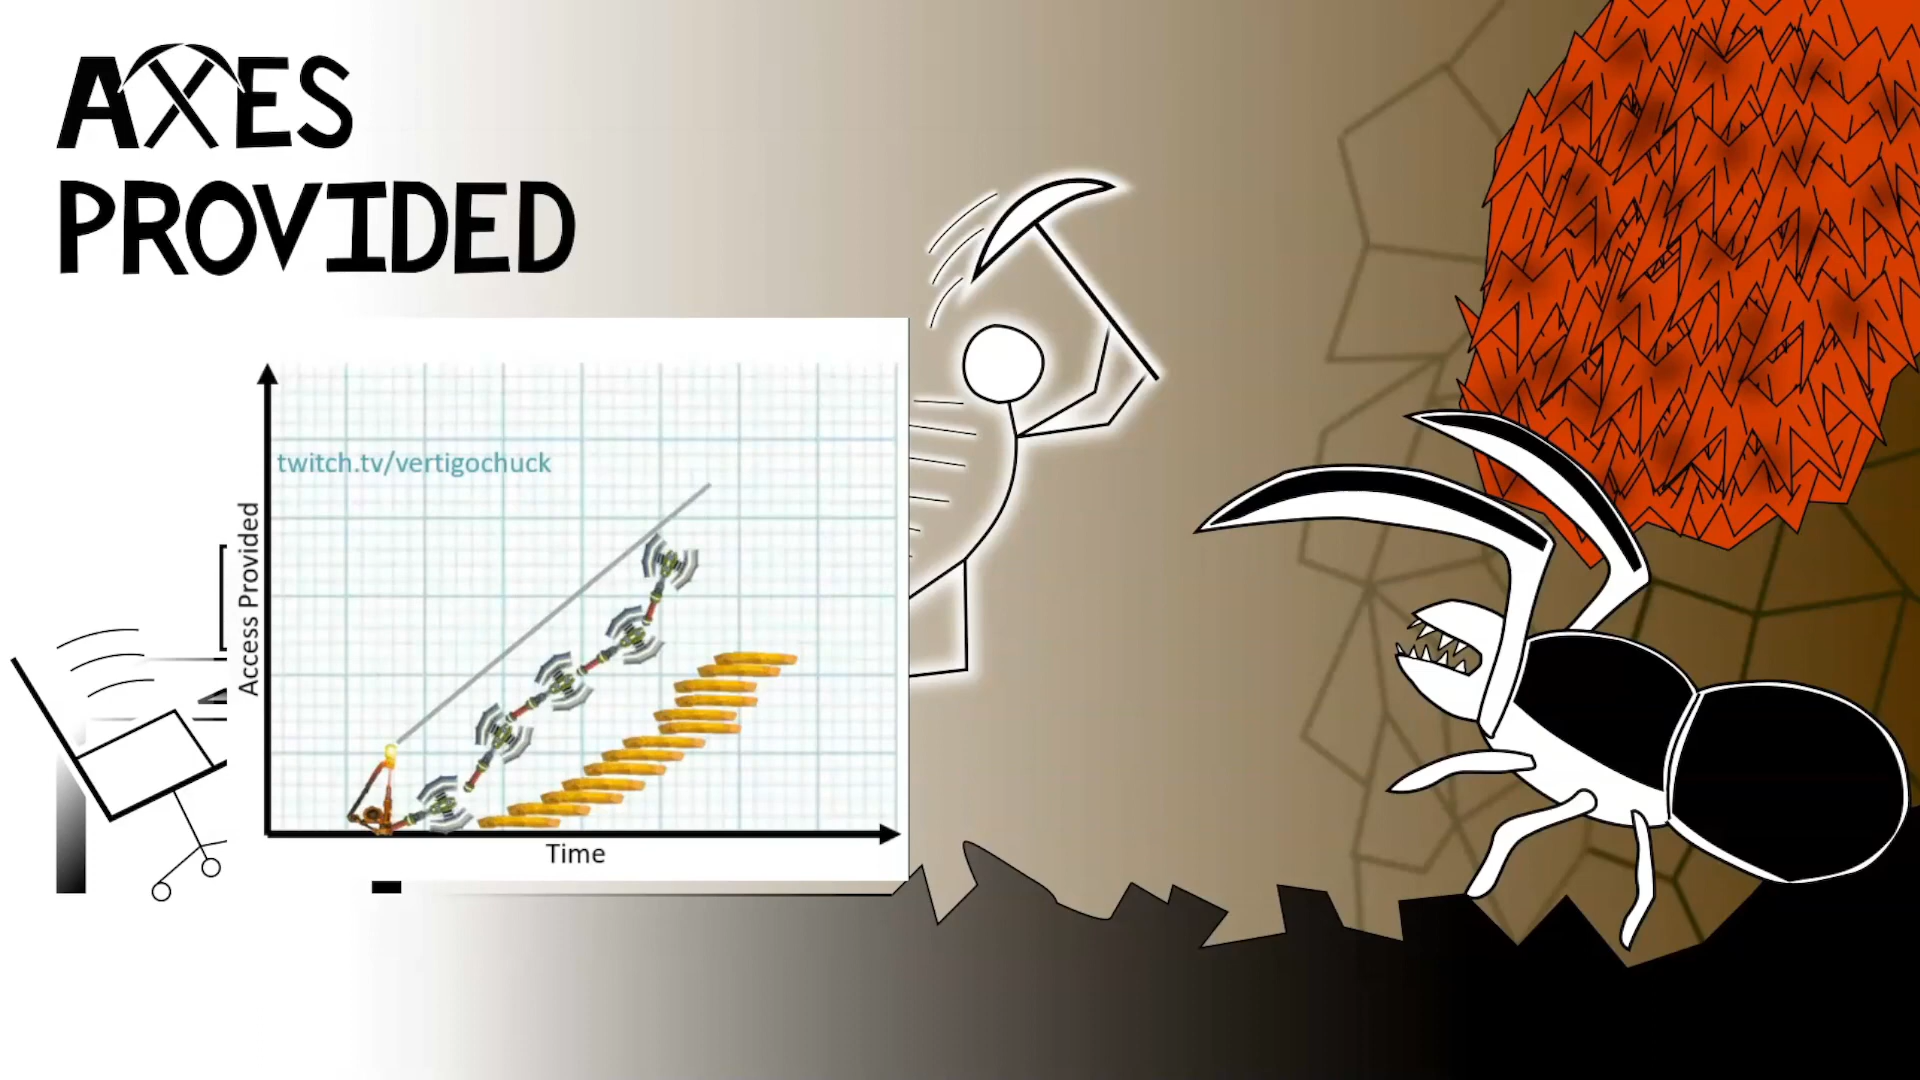 AXES
PROVIDED
twitch.tv/vertigochuck
Access Provided
Time